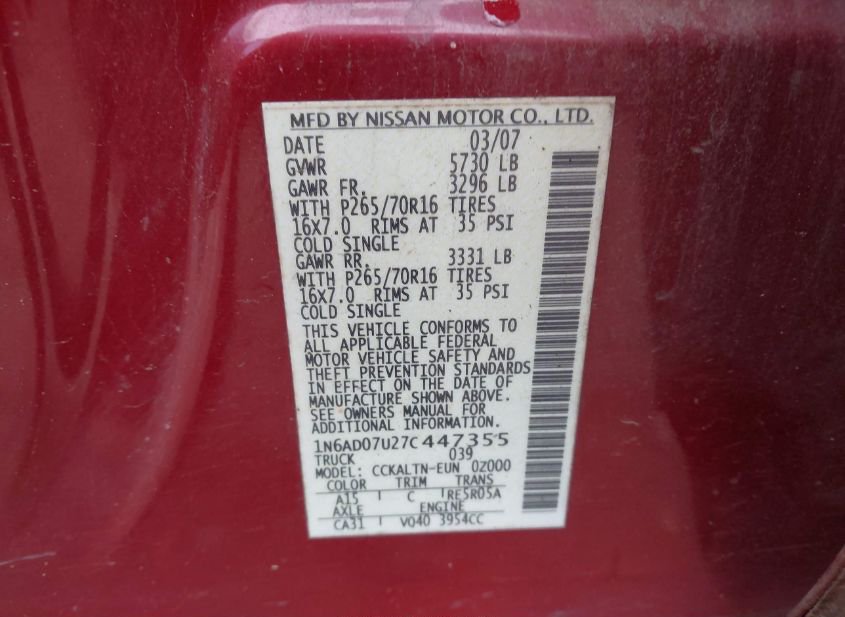 MFD BY NISSAN MOTOR CO., LTD.
DATE 03/07
GVWR 5730 LB
GAWR FR. 3296 LB
WITH P265/70R16 TIRES
16X7.0 RIMS AT 35 PSI
COLD SINGLE
GAWR RR. 3331 LB
WITH P265/70R16 TIRES
16X7.0 RIMS AT 35 PSI
COLD SINGLE
THIS VEHICLE CONFORMS TO
ALL APPLICABLE FEDERAL
MOTOR VEHICLE SAFETY AND
THEFT PREVENTION STANDARDS
IN EFFECT ON THE DATE OF
MANUFACTURE SHOWN ABOVE.
SEE OWNERS MANUAL FOR
ADDITIONAL INFORMATION.
1N6AD07U27C447355
TRUCK 039
MODEL: CCKALTN-EUN 0Z000
COLOR TRIM TRANS
A15 C RE5R05A
AXLE ENGINE
CA31 VQ40 3954CC